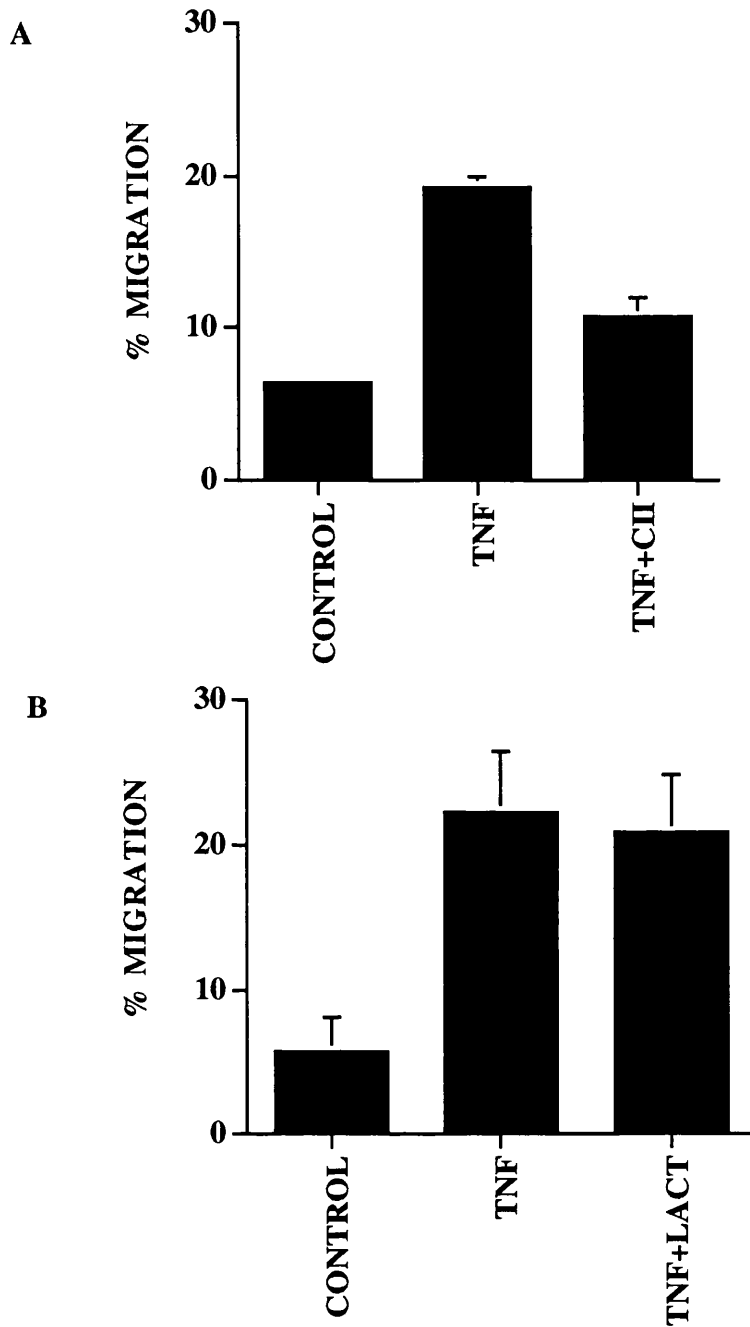 A
30
20
10
0
% MIGRATION
CONTROL
TNF
TNF+CII
B
30
20
10
0
% MIGRATION
CONTROL
TNF
TNF+LACT